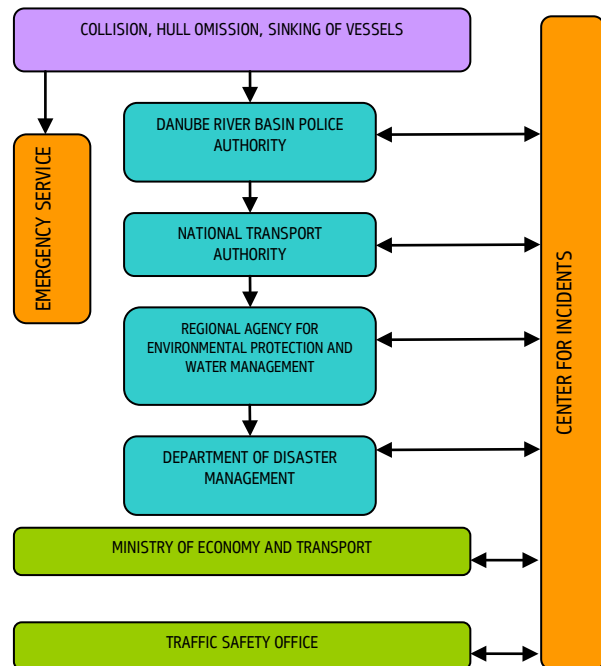 COLLISION, HULL OMISSION, SINKING OF VESSELS
DANUBE RIVER BASIN POLICE
AUTHORITY
EMERGENCY SERVICE
NATIONAL TRANSPORT
AUTHORITY
REGIONAL AGENCY FOR
ENVIRONMENTAL PROTECTION AND
WATER MANAGEMENT
DEPARTMENT OF DISASTER
MANAGEMENT
CENTER FOR INCIDENTS
MINISTRY OF ECONOMY AND TRANSPORT
TRAFFIC SAFETY OFFICE